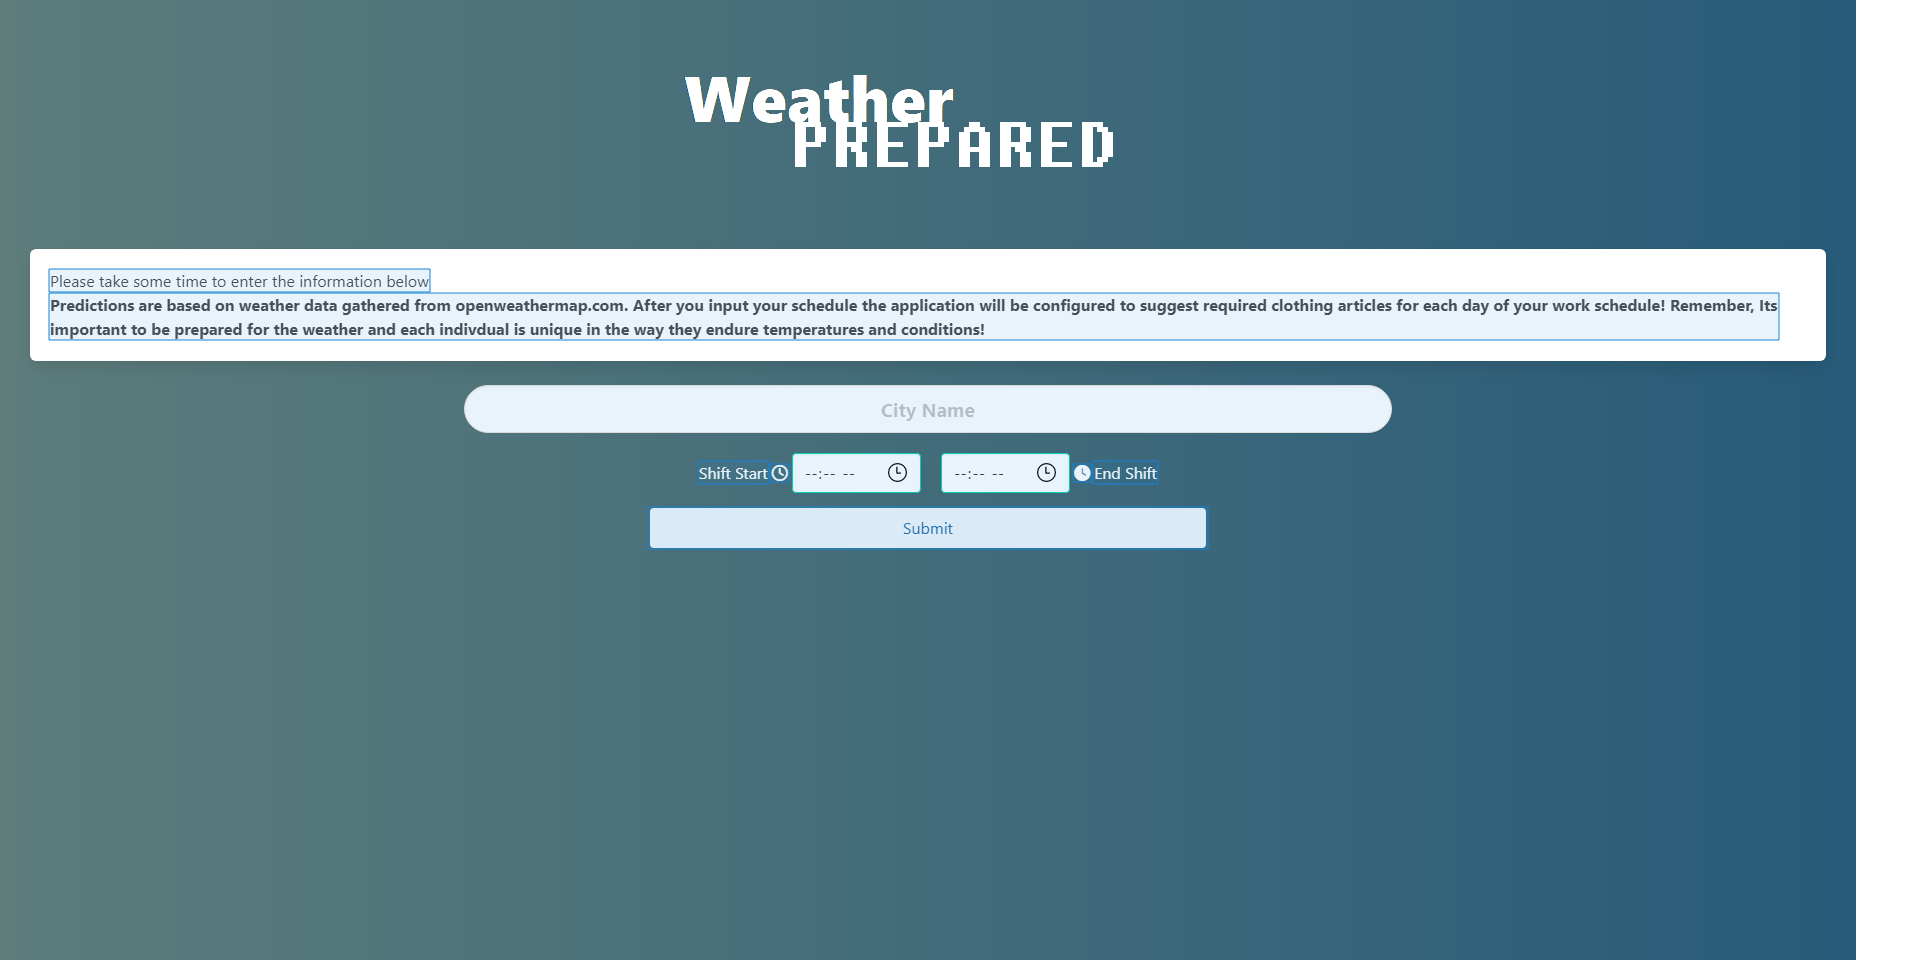 Weather
PREPARED
Please take some time to enter the information below
Predictions are based on weather data gathered from openweathermap.com. After you input your schedule the application will be configured to suggest required clothing articles for each day of your work schedule! Remember, Its
important to be prepared for the weather and each indivdual is unique in the way they endure temperatures and conditions!
City Name
Shift Start --:-- -- --:-- -- End Shift
Submit